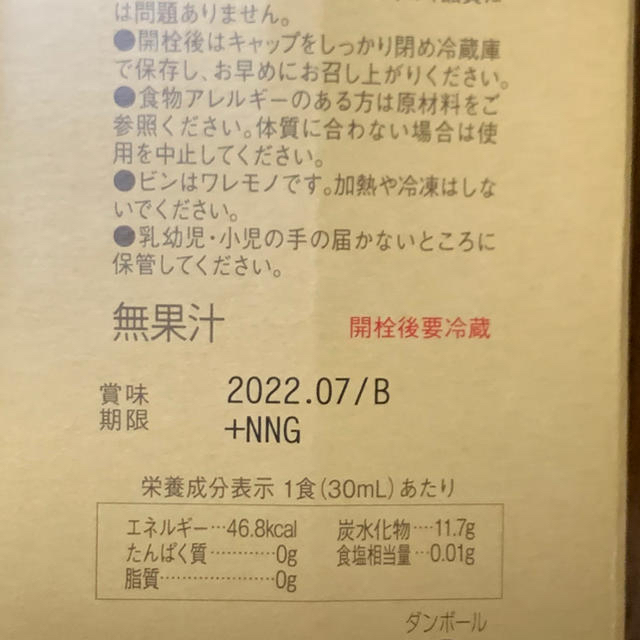 は問題ありません。
●開栓後はキャップをしっかり閉め冷蔵庫
で保存し、お早めにお召し上がりください。
●食物アレルギーのある方は原材料をご
参照ください。体質に合わない場合は使
用を中止してください。
●ビンはワレモノです。加熱や冷凍はしな
いでください。
●乳幼児・小児の手の届かないところに
保管してください。
無果汁
開栓後要冷蔵
賞味
期限
2022.07/B
+NNG
栄養成分表示 1食(30mL)あたり
エネルギー…46.8kcal 炭水化物…11.7g
たんぱく質…………0g 食塩相当量…0.01g
脂質…………………0g
ダンボール